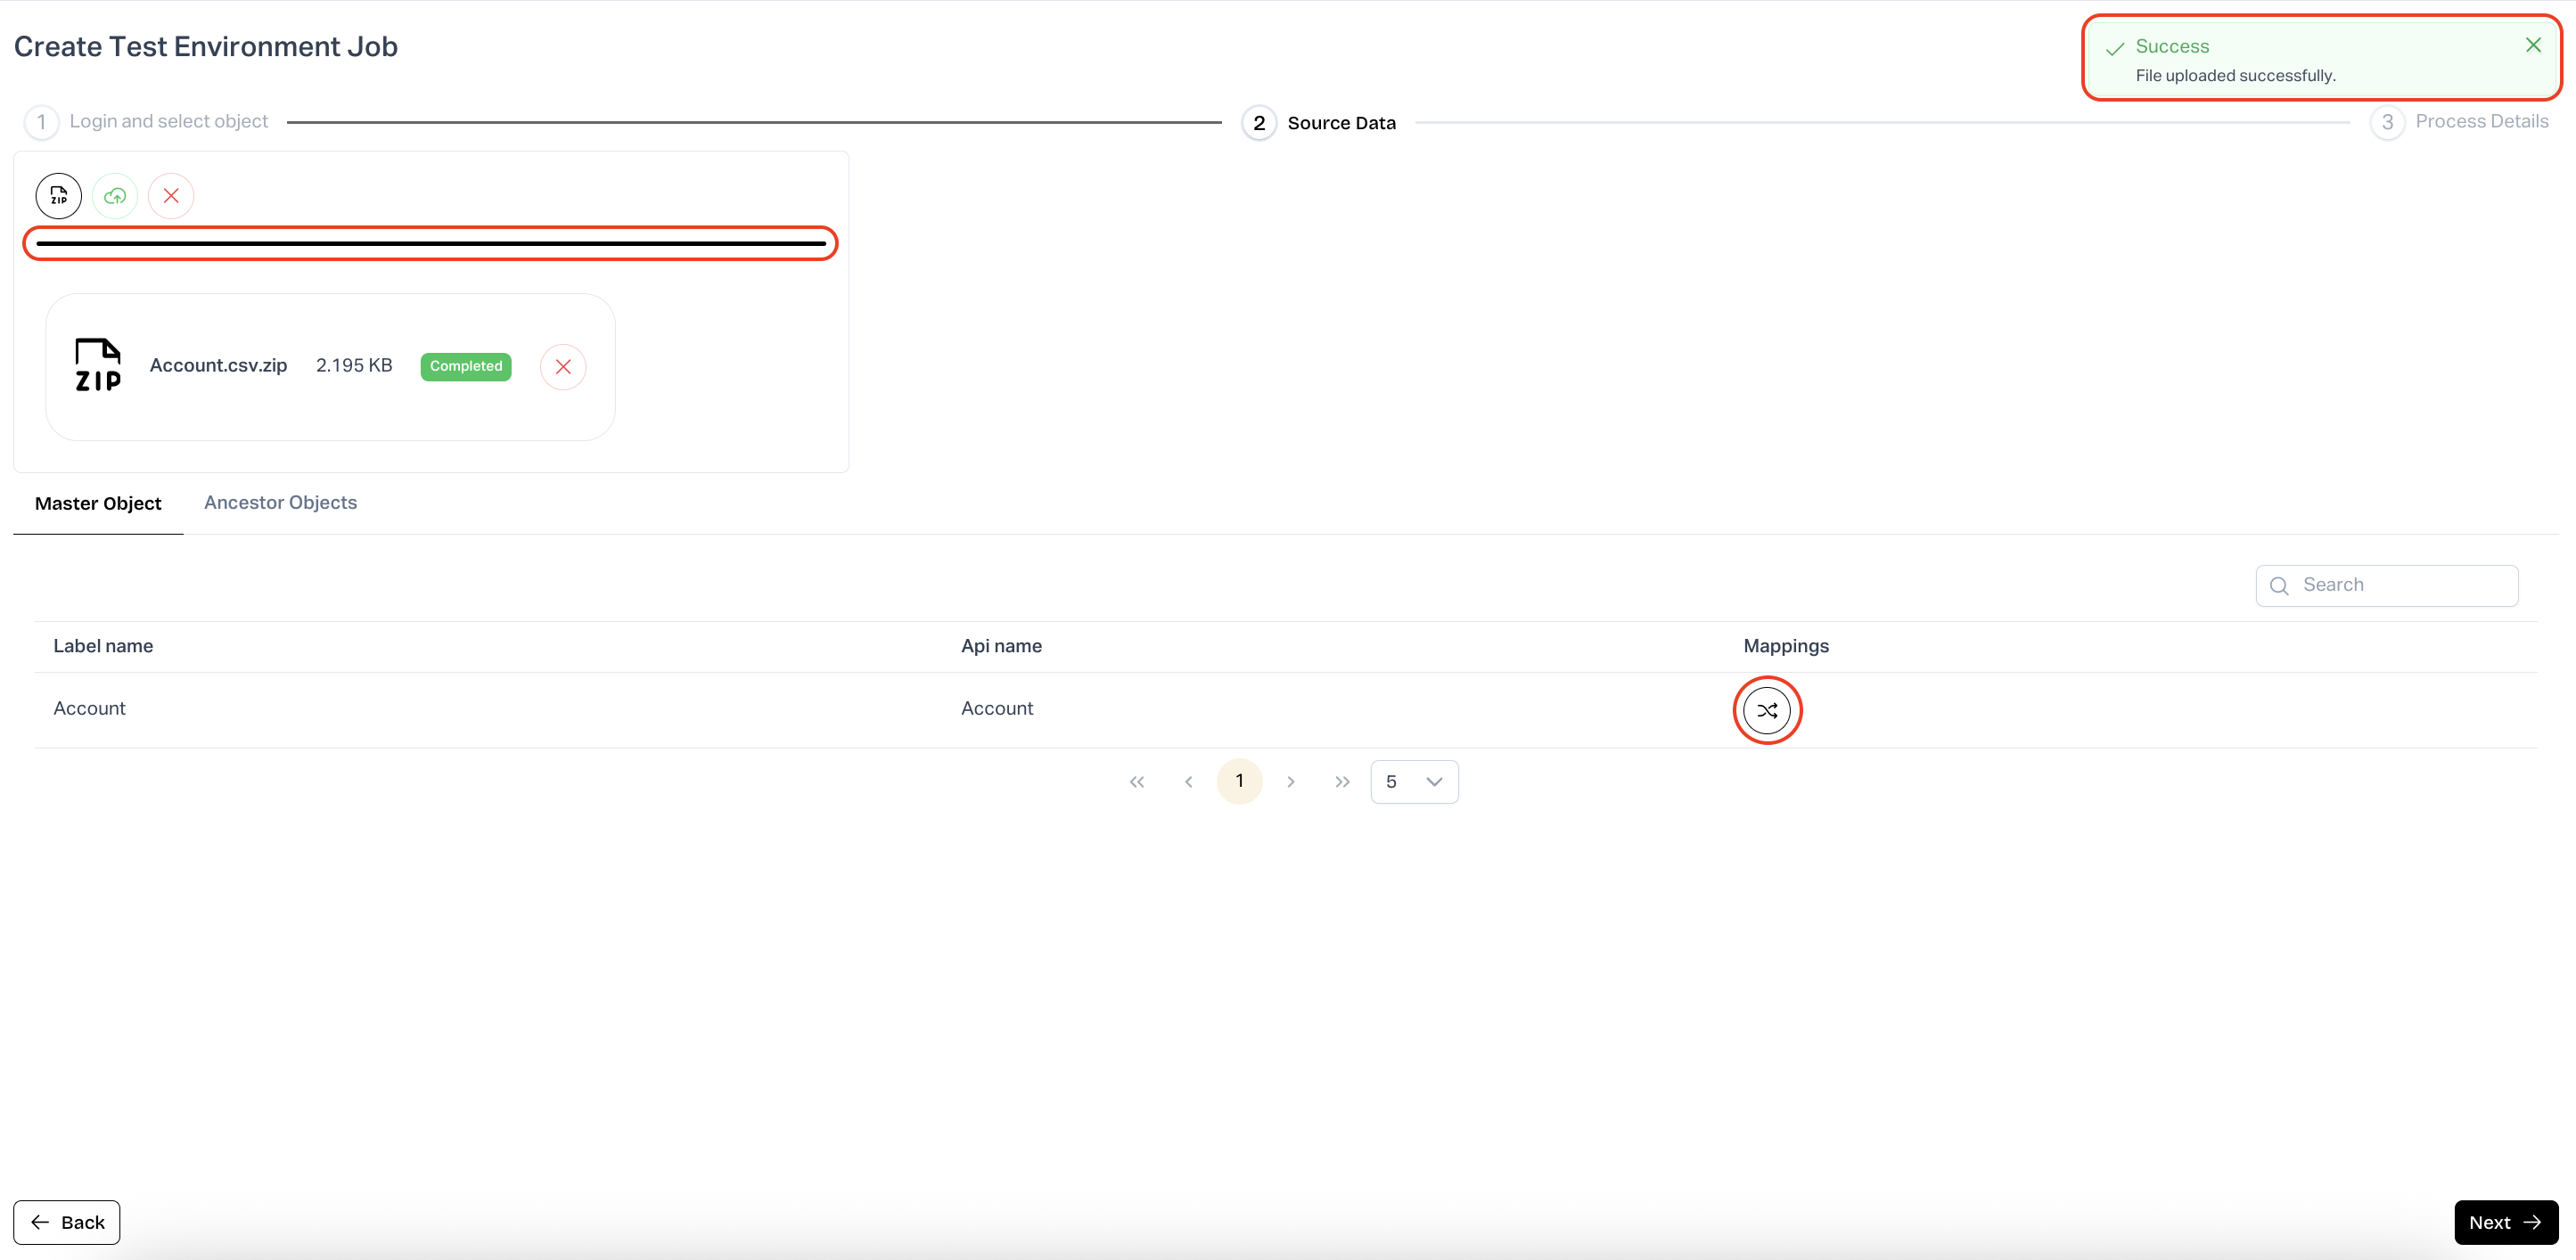 Create Test Environment Job
Success
File uploaded successfully.
1 Login and select object
2 Source Data
3 Process Details
ZIP
ZIP Account.csv.zip 2.195 KB Completed
Master Object Ancestor Objects
Search
Label name Api name Mappings
Account Account
1 5
Back Next